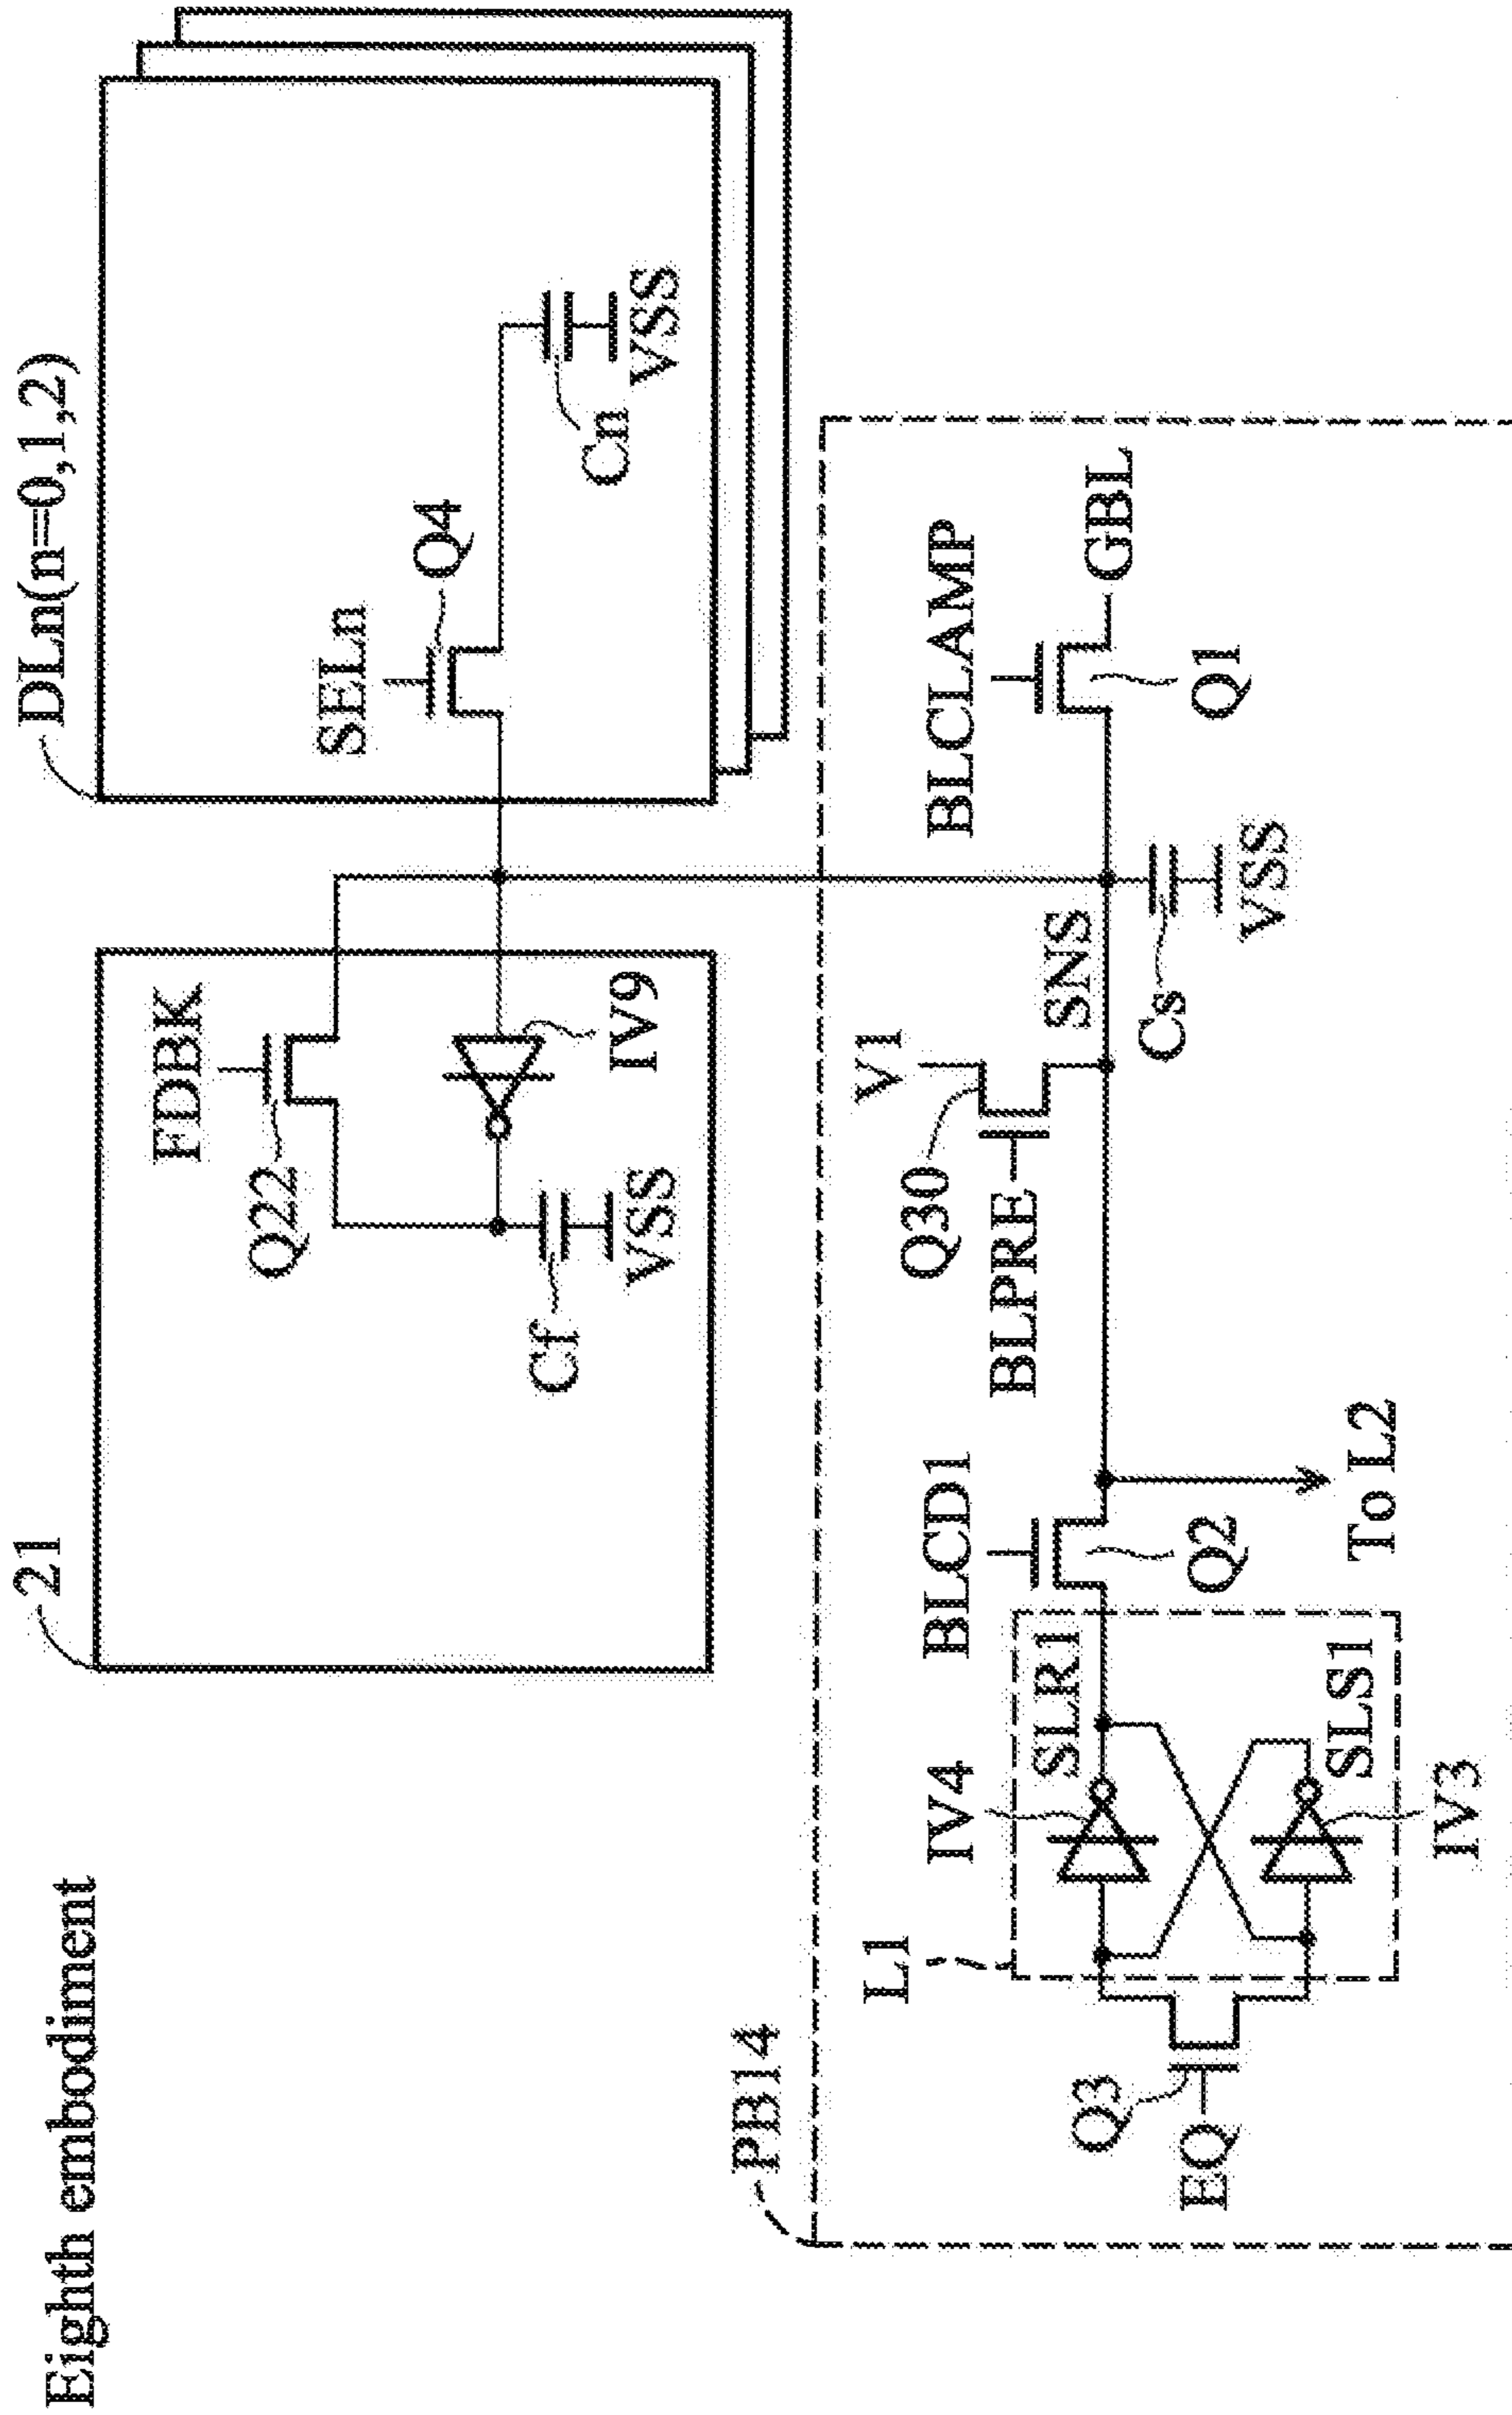 Eighth embodiment
21
DLn(n=0,1,2)
FDBK
Q22
IV9
Cf
VSS
SELn
Q4
Cn
VSS
PB14
L1
IV4
SLR1
BLCD1
Q2
Q3
EQ
SLS1
IV3
To L2
Q30
V1
BLPRE
SNS
Cs
VSS
BLCLAMP
Q1
GBL